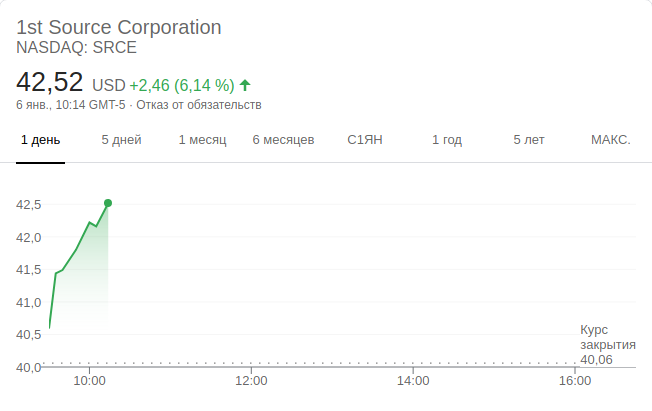 1st Source Corporation
NASDAQ: SRCE
42,52 USD +2,46 (6,14 %)
6 янв., 10:14 GMT-5 · Отказ от обязательств
1 день 5 дней 1 месяц 6 месяцев С1ЯН 1 год 5 лет МАКС.
42,5
42,0
41,5
41,0
40,5
40,0
Курс
закрытия
40,06
10:00 12:00 14:00 16:00